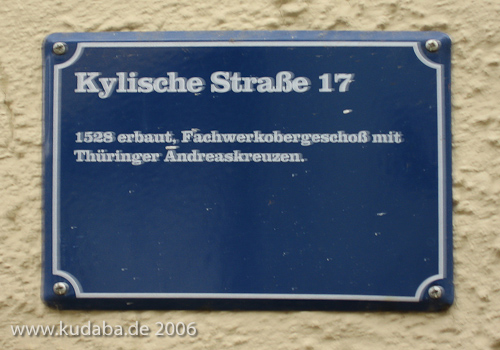 Kylische Straße 17
1528 erbaut, Fachwerkobergeschoß mit
Thüringer Andreaskreuzen.
www.kudaba.de 2006